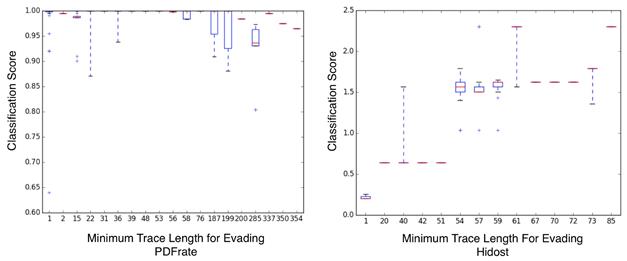 Classification Score
1.00
0.95
0.90
0.85
0.80
0.75
0.70
0.65
0.60
1 2 15 22 31 36 39 48 53 56 58 76 187 199 200 285 337 350 354
Minimum Trace Length for Evading
PDFrate
Classification Score
2.5
2.0
1.5
1.0
0.5
0.0
1 20 40 42 51 54 57 59 61 67 70 72 73 85
Minimum Trace Length For Evading
Hidost